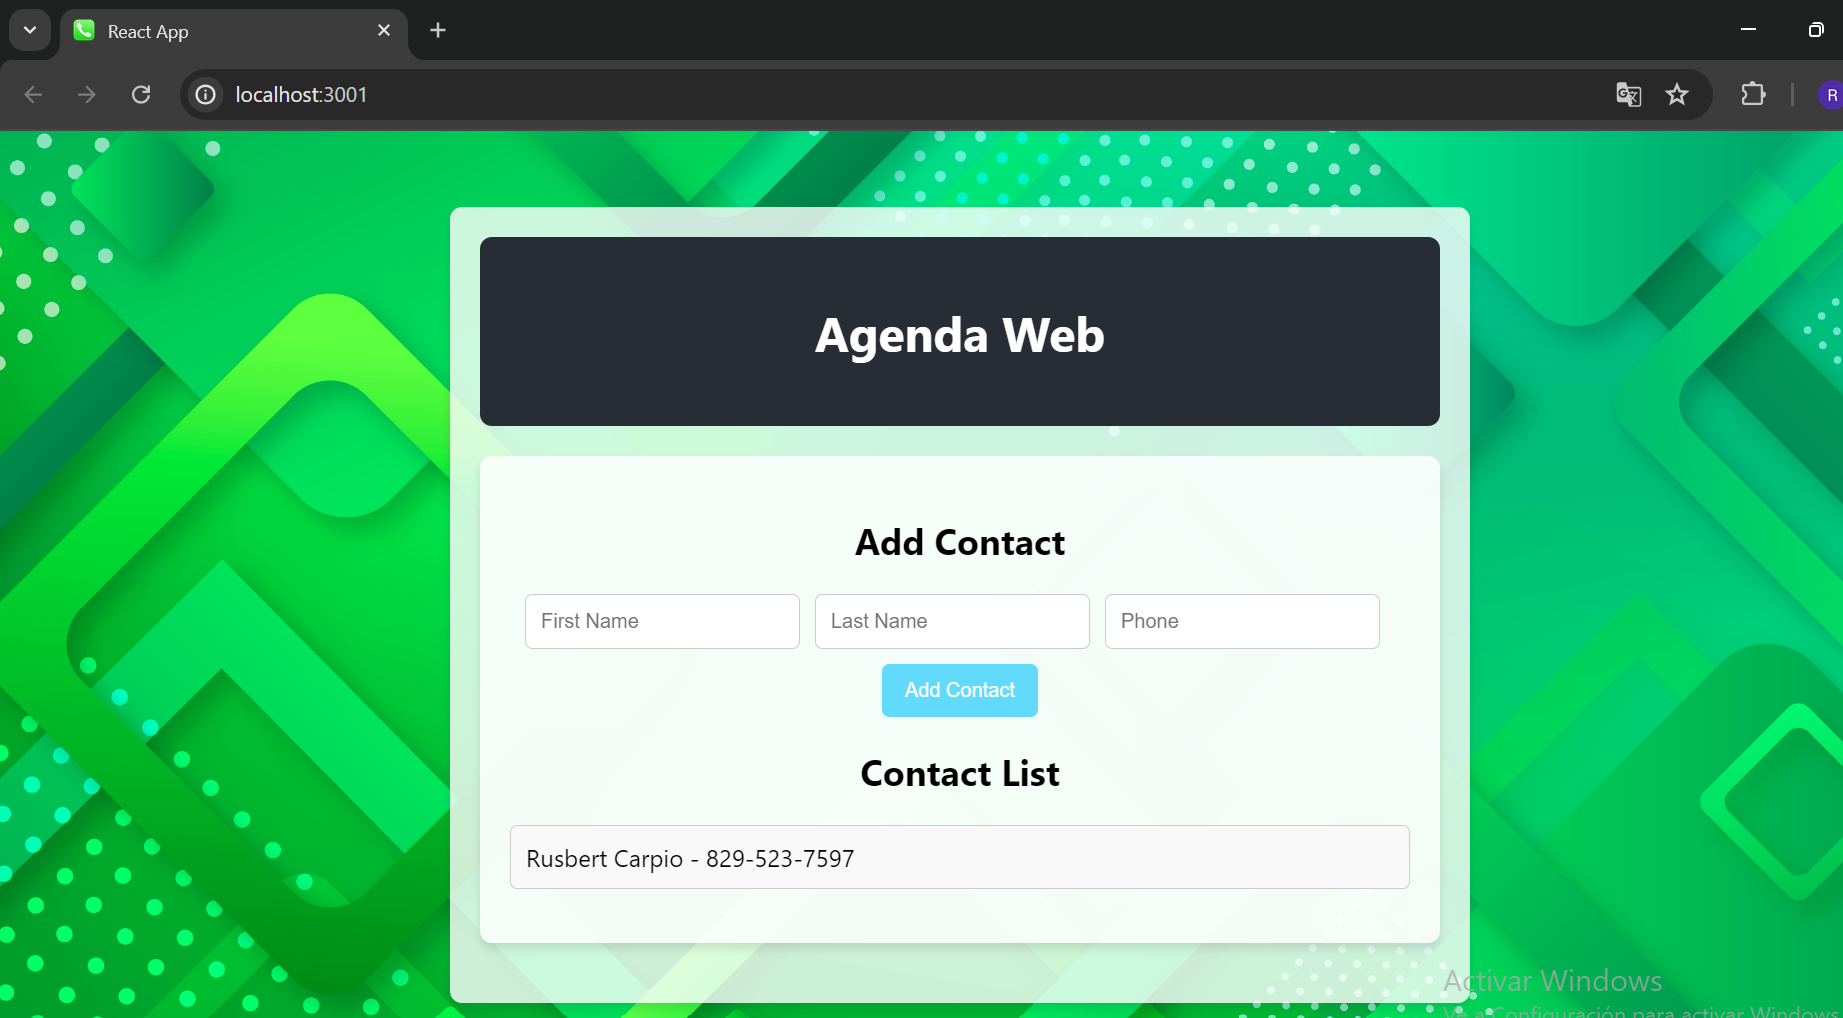 React App
localhost:3001
R
Agenda Web
Add Contact
First Name
Last Name
Phone
Add Contact
Contact List
Rusbert Carpio - 829-523-7597
Activar Windows
Ve a Configuración para activar Windows